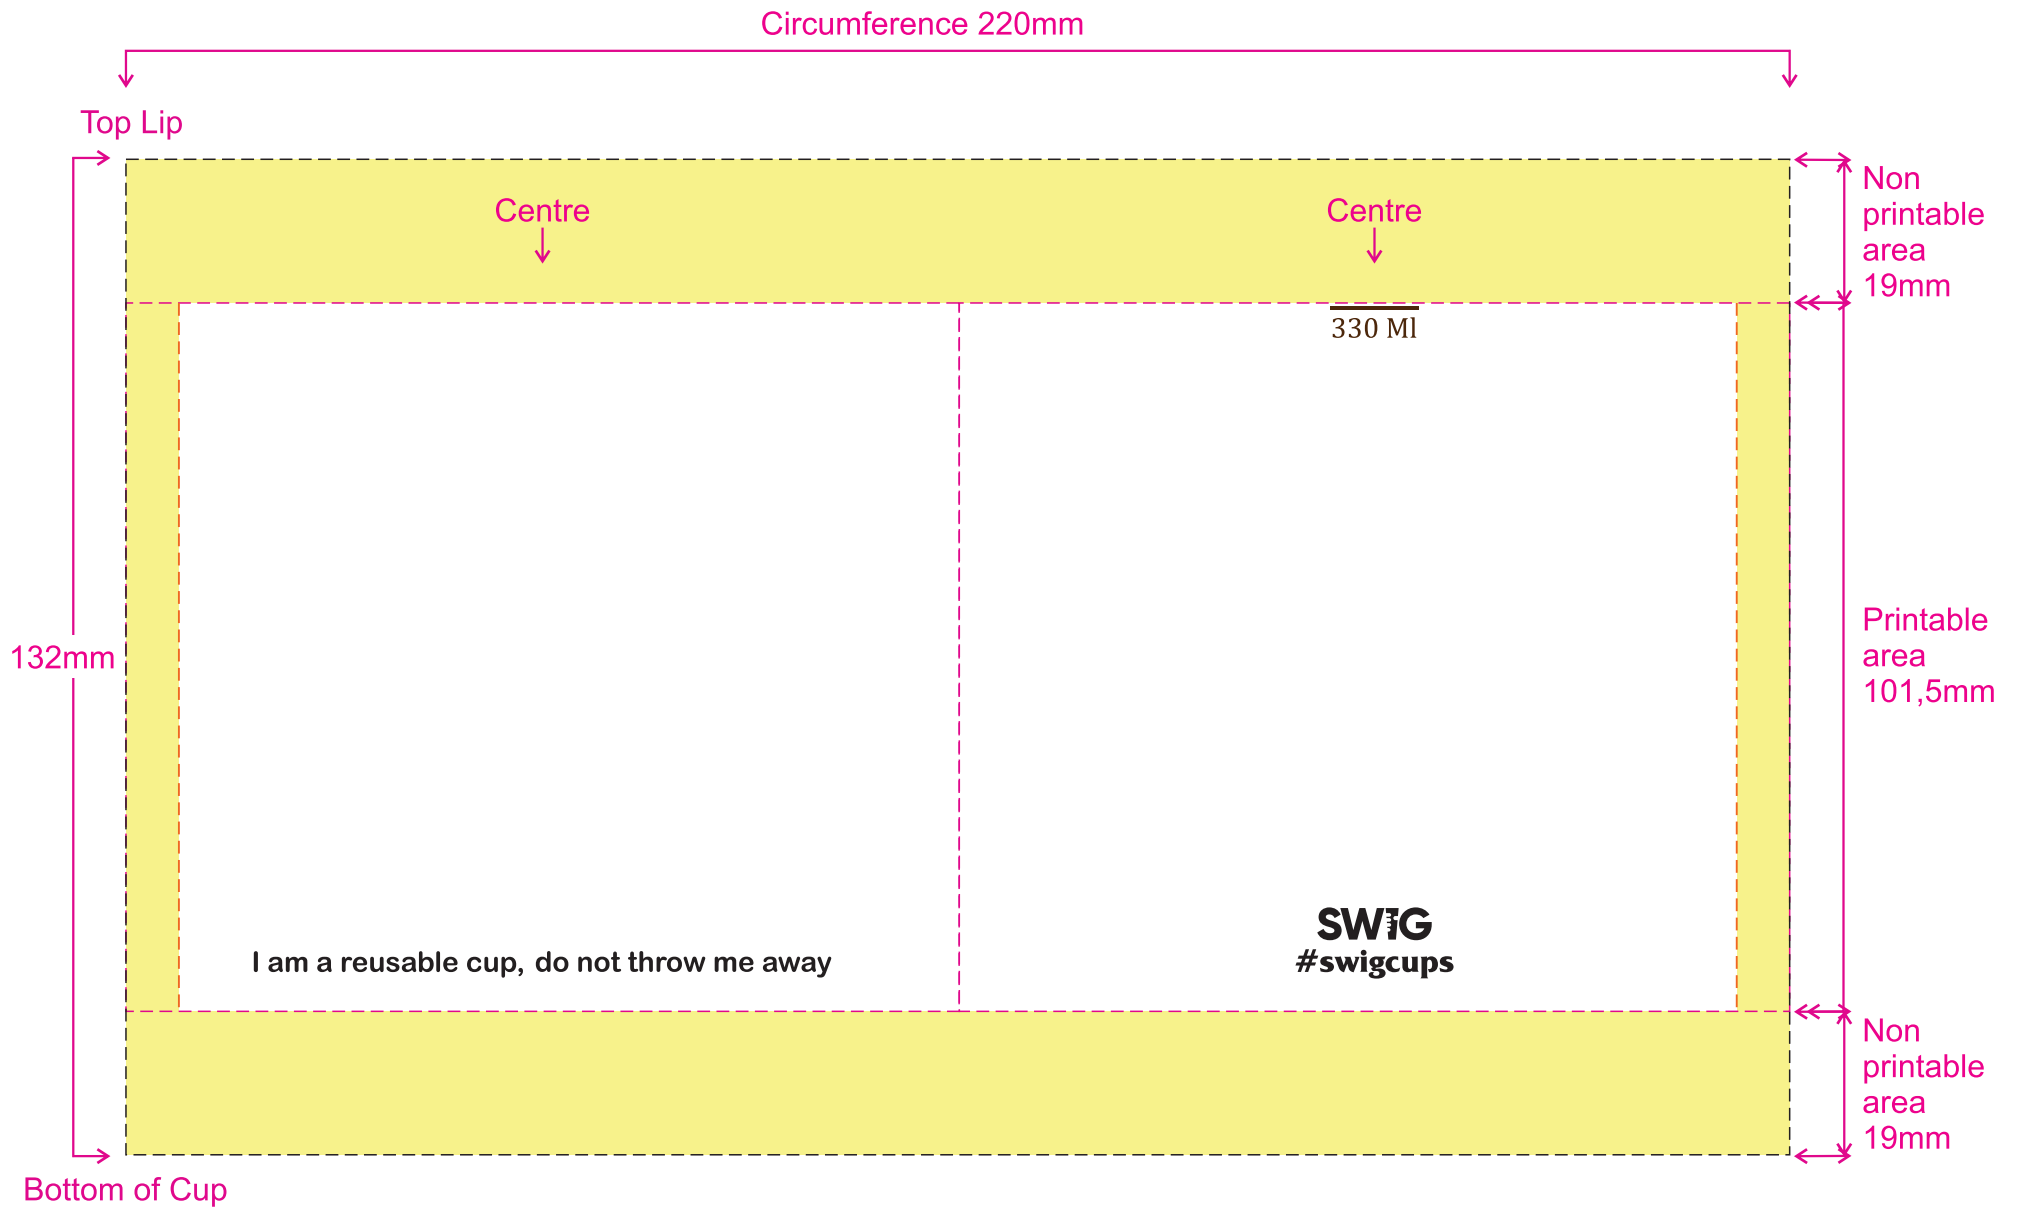 Circumference 220mm
Top Lip
Centre
Centre
Non
printable
area
19mm
330 Ml
132mm
Printable
area
101,5mm
SWIG
#swigcups
I am a reusable cup, do not throw me away
Non
printable
area
19mm
Bottom of Cup